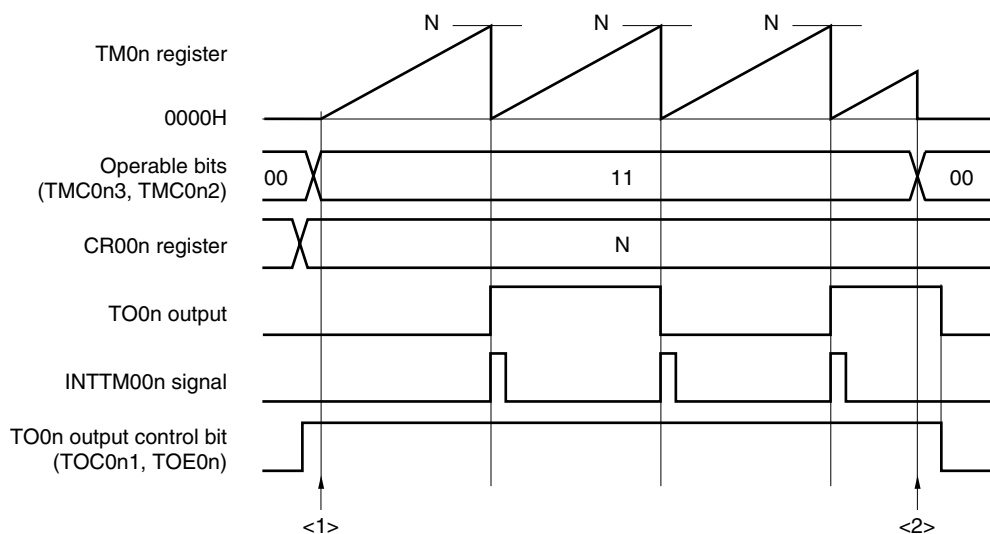 N N N
TM0n register
0000H
Operable bits
(TMC0n3, TMC0n2)
00 11 00
CR00n register
N
TO0n output
INTTM00n signal
TO0n output control bit
(TOC0n1, TOE0n)
<1> <2>